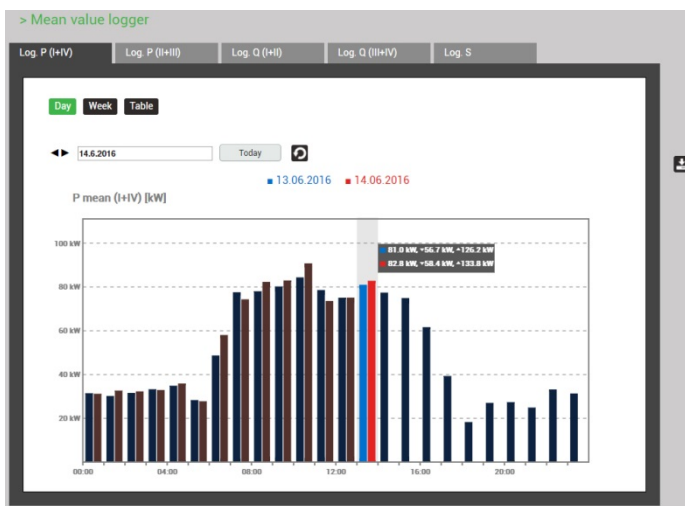 > Mean value logger
Log. P (I+IV) Log. P (II+III) Log. Q (I+II) Log. Q (III+IV) Log. S
Day Week Table
14.6.2016 Today
13.06.2016 14.06.2016
P mean (I+IV) [kW]
100 kW
81.0 kW, 56.7 kW, 126.2 kW
82.8 kW, 58.4 kW, 133.8 kW
80 kW
60 kW
40 kW
20 kW
00:00 04:00 08:00 12:00 16:00 20:00